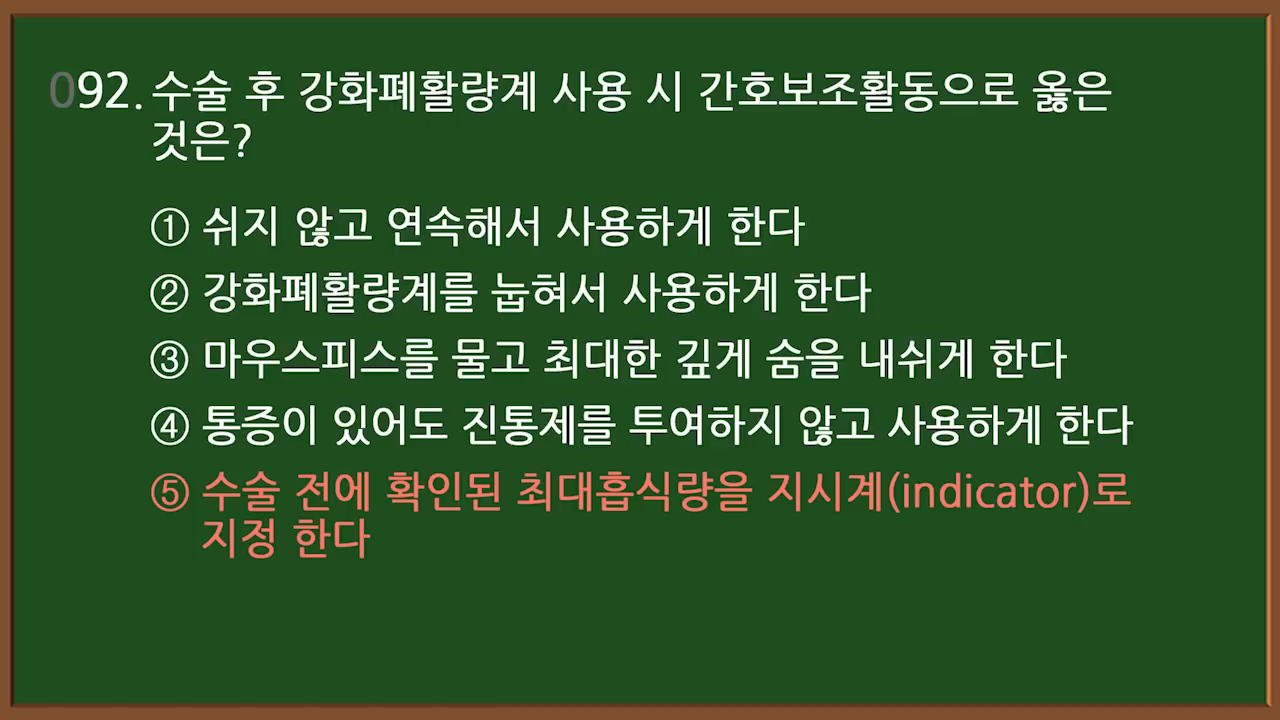 092. 수술 후 강화폐활량계 사용 시 간호보조활동으로 옳은
것은?
① 쉬지 않고 연속해서 사용하게 한다
② 강화폐활량계를 눕혀서 사용하게 한다
③ 마우스피스를 물고 최대한 깊게 숨을 내쉬게 한다
④ 통증이 있어도 진통제를 투여하지 않고 사용하게 한다
⑤ 수술 전에 확인된 최대흡식량을 지시계(indicator)로
지정 한다